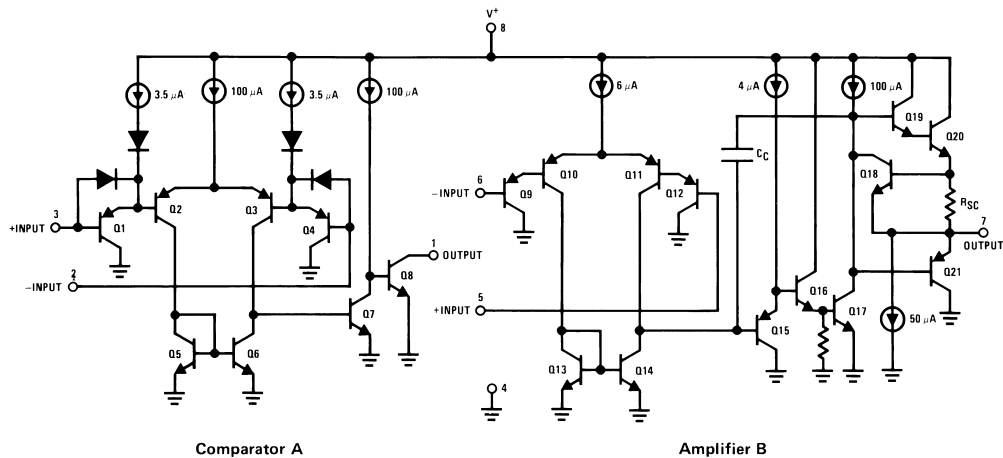 V+
8
3.5 μA
100 μA
3.5 μA
100 μA
6 μA
4 μA
100 μA
Q19
Q20
CC
Q18
RSC
6
-INPUT
Q9
Q10
Q11
Q12
3
+INPUT
Q1
Q2
Q3
Q4
7
OUTPUT
1
OUTPUT
Q8
2
-INPUT
Q21
Q7
5
+INPUT
Q16
Q17
Q15
50 μA
Q5
Q6
Q13
Q14
4
Comparator A
Amplifier B